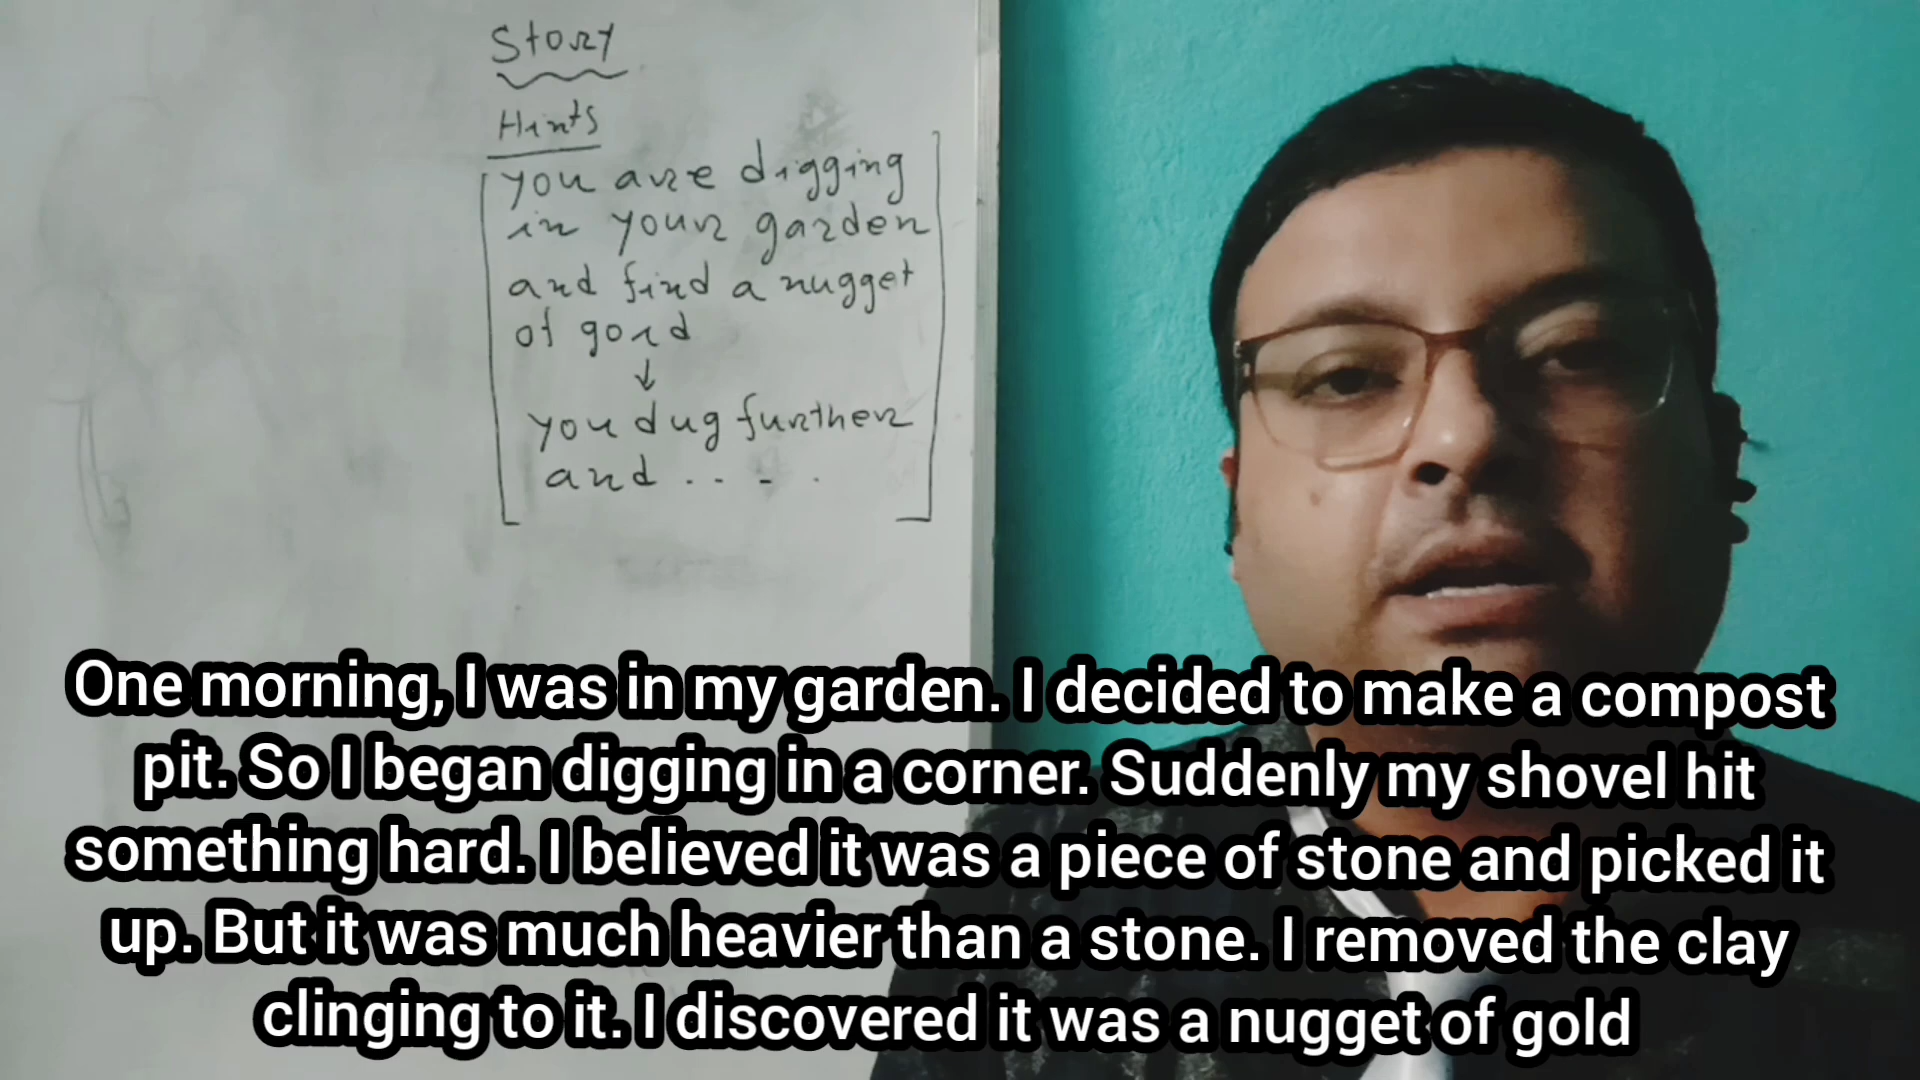 Story
Hints
you are digging
in your garden
and find a nugget
of gold
↓
you dug further
and . . - .
One morning, I was in my garden. I decided to make a compost
pit. So I began digging in a corner. Suddenly my shovel hit
something hard. I believed it was a piece of stone and picked it
up. But it was much heavier than a stone. I removed the clay
clinging to it. I discovered it was a nugget of gold